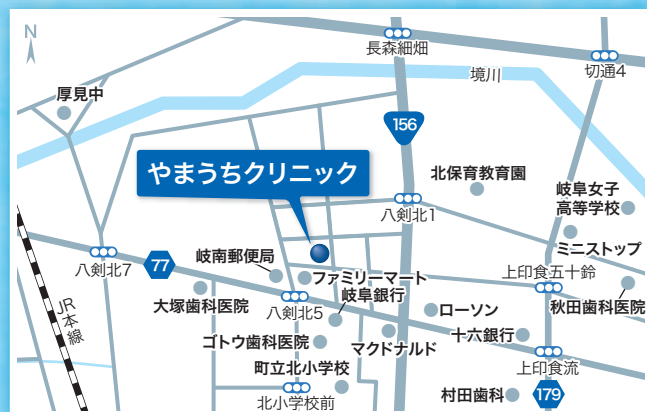 N
長森細畑
切通4
境川
厚見中
156
やまうちクリニック
北保育教育園
岐阜女子
高等学校
八剣北1
ミニストップ
岐南郵便局
上印食五十鈴
八剣北7
77
ファミリーマート
秋田歯科医院
大塚歯科医院
岐阜銀行
JR
本線
八剣北5
ローソン
ゴトウ歯科医院
マクドナルド
十六銀行
町立北小学校
上印食流
北小学校前
村田歯科
179